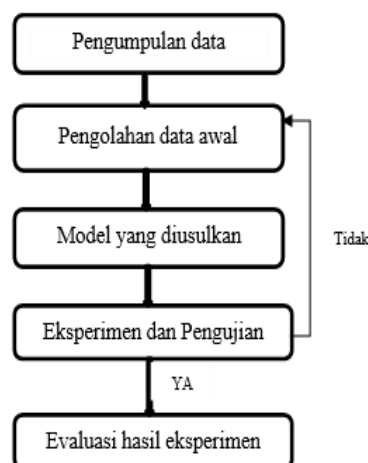 Pengumpulan data
Pengolahan data awal
Model yang diusulkan
Tidak
Eksperimen dan Pengujian
YA
Evaluasi hasil eksperimen